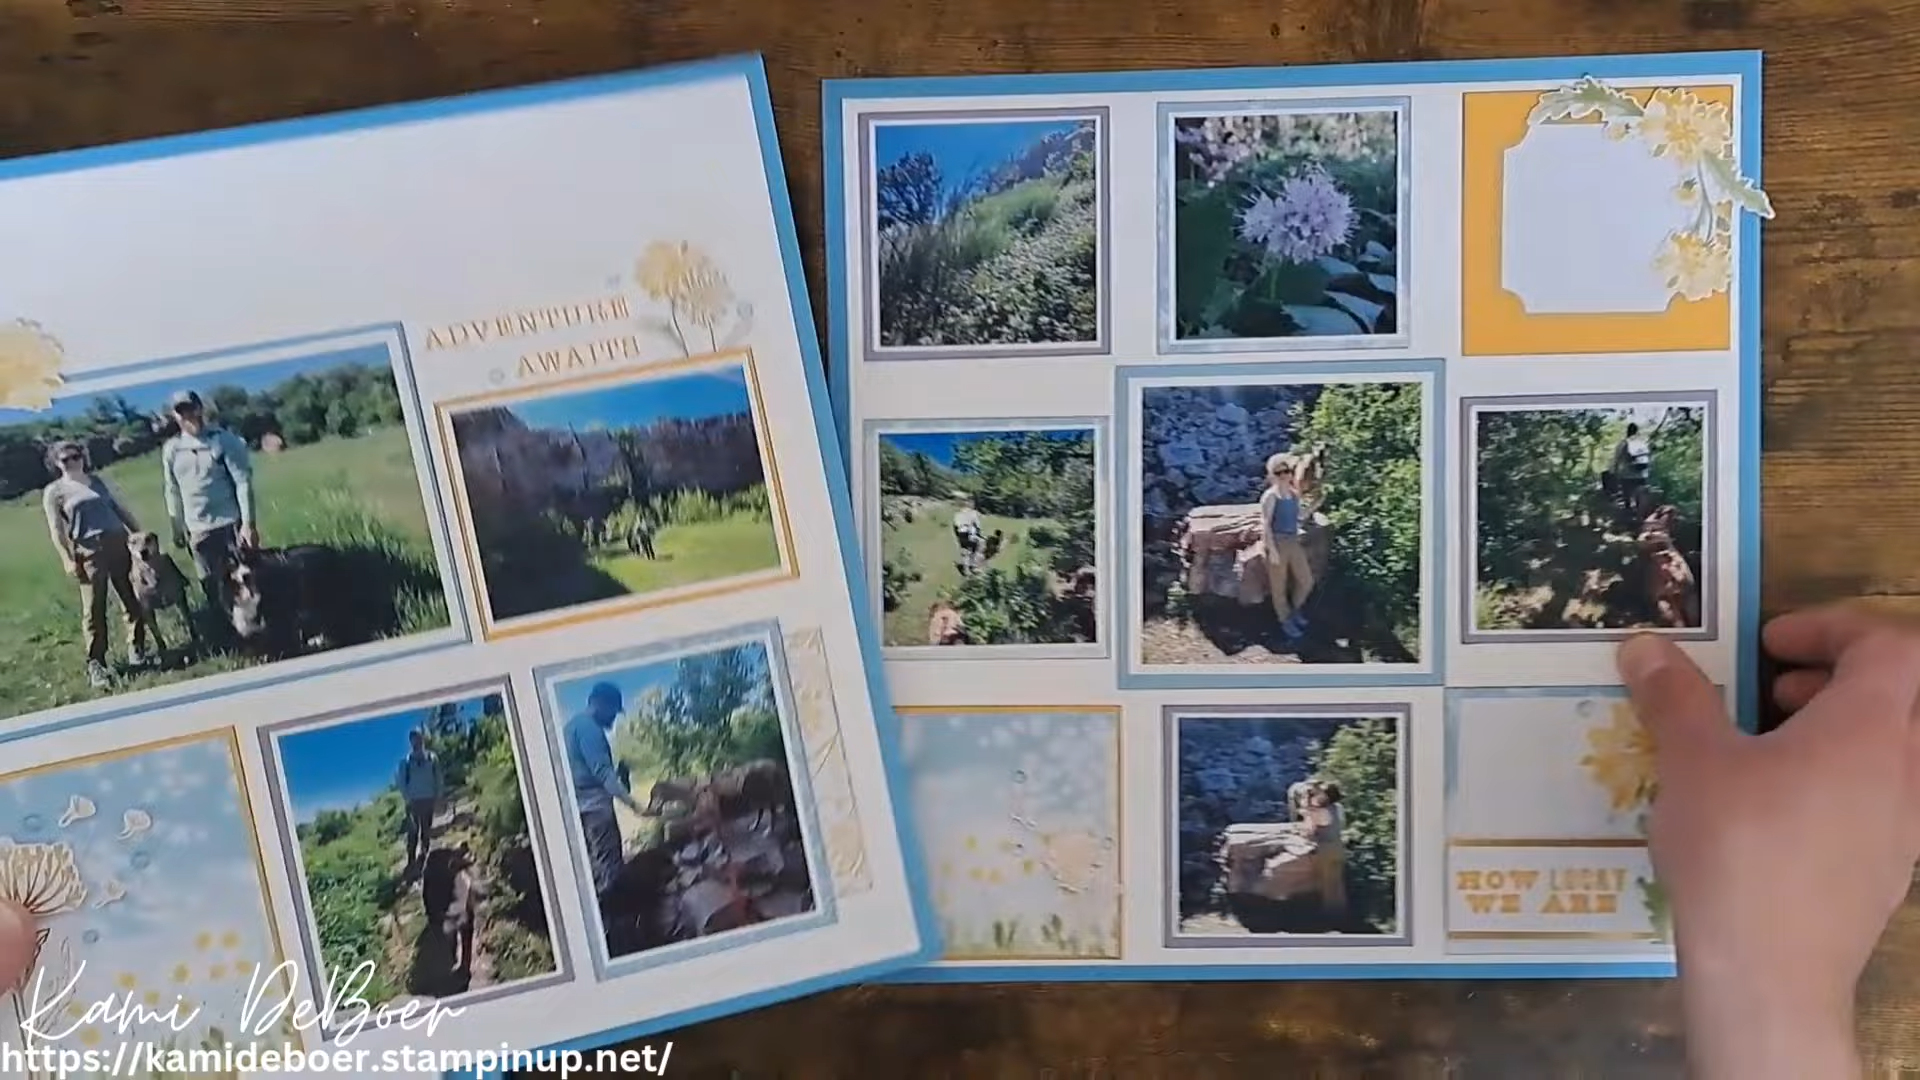 ADVENTURE
AWAITS
HOW LUCKY
WE ARE
Kami DeBoer
https://kamideboer.stampinup.net/